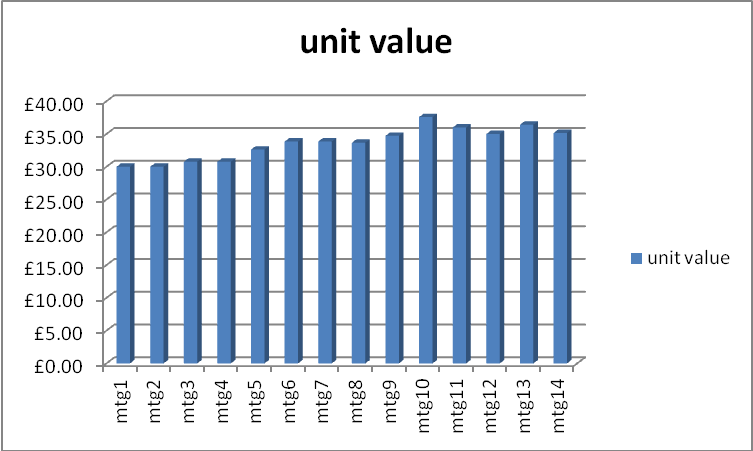 unit value
£40.00
£35.00
£30.00
£25.00
£20.00
£15.00
£10.00
£5.00
£0.00
mtg1
mtg2
mtg3
mtg4
mtg5
mtg6
mtg7
mtg8
mtg9
mtg10
mtg11
mtg12
mtg13
mtg14
unit value